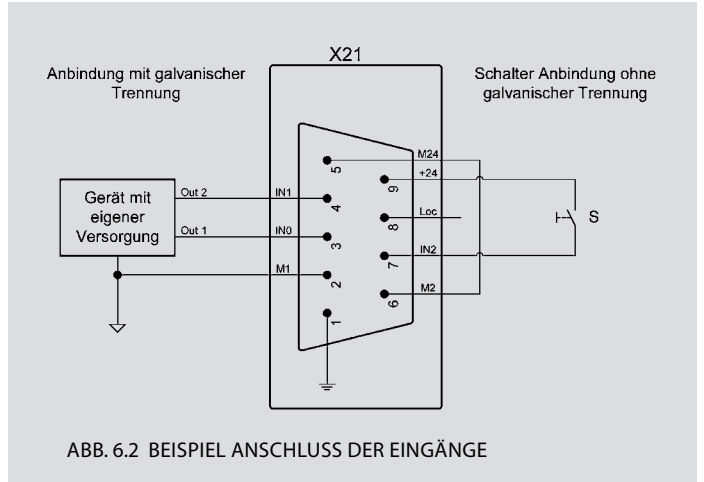 X21
Anbindung mit galvanischer
Trennung
Schalter Anbindung ohne
galvanischer Trennung
M24
5
+24
9
Gerät mit
eigener
Versorgung
Out 2
IN1
4
Loc
8
S
Out 1
IN0
3
IN2
7
M1
2
M2
6
1
ABB. 6.2 BEISPIEL ANSCHLUSS DER EINGÄNGE